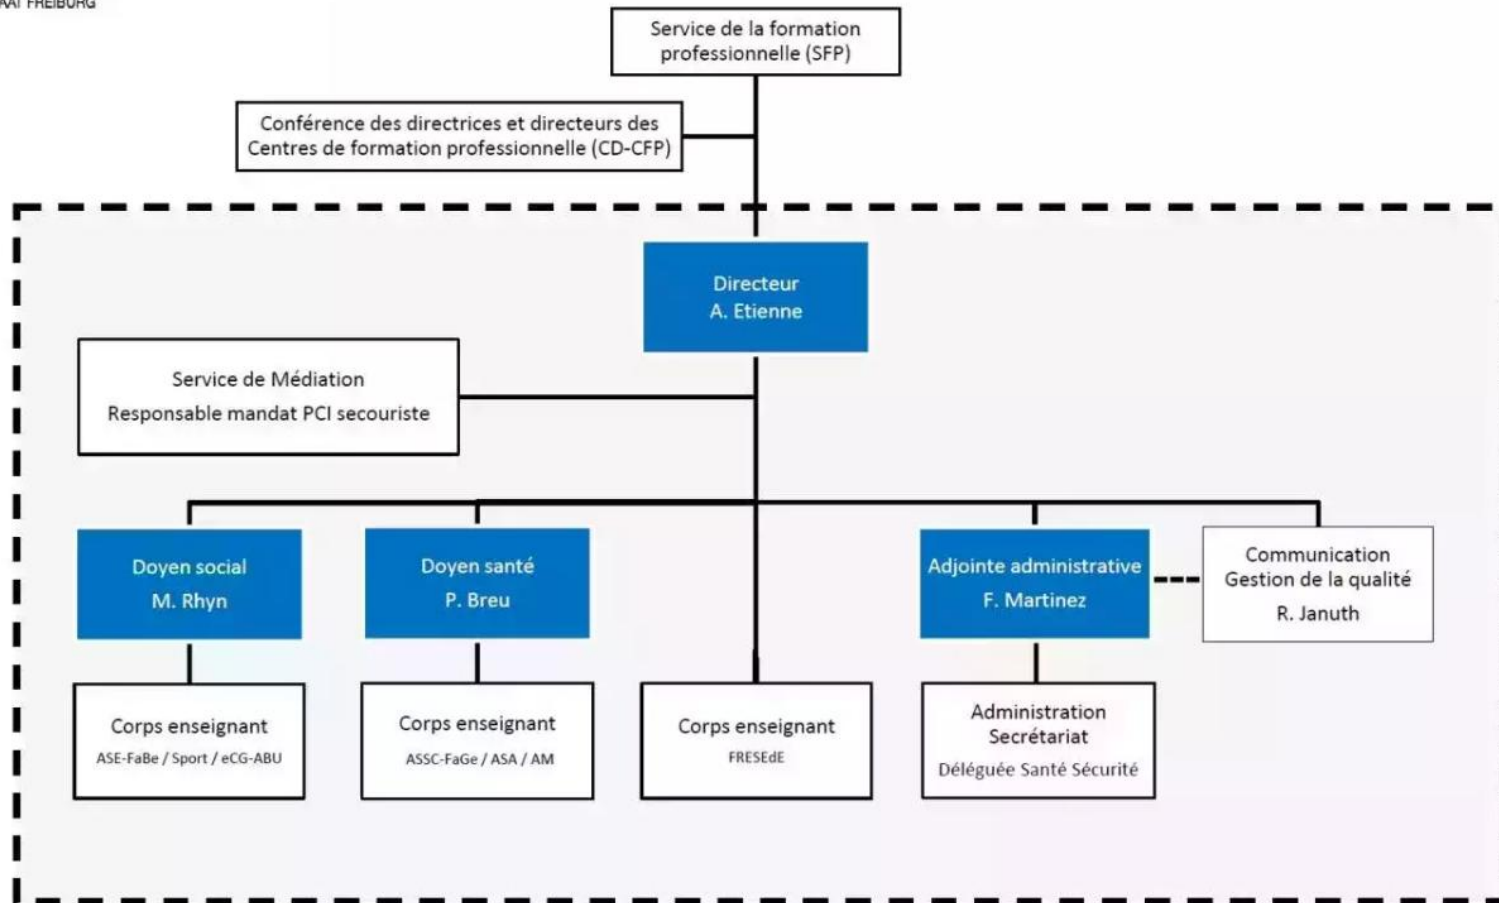 STAAT FREIBURG
Service de la formation
professionnelle (SFP)
Conférence des directrices et directeurs des
Centres de formation professionnelle (CD-CFP)
Directeur
A. Etienne
Service de Médiation
Responsable mandat PCI secouriste
Doyen social
M. Rhyn
Doyen santé
P. Breu
Adjointe administrative
F. Martinez
Communication
Gestion de la qualité
R. Januth
Corps enseignant
ASE-FaBe / Sport / eCG-ABU
Corps enseignant
ASSC-FaGe / ASA / AM
Corps enseignant
FRESEdE
Administration
Secrétariat
Déléguée Santé Sécurité